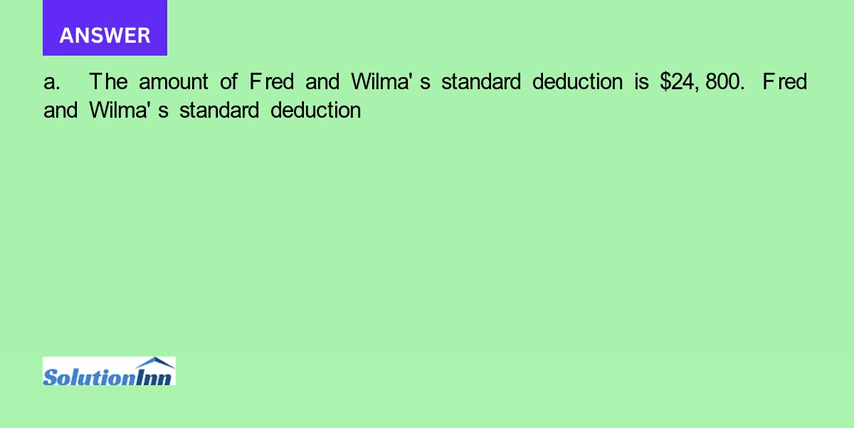 ANSWER
a. The amount of Fred and Wilma's standard deduction is $24,800. Fred
and Wilma's standard deduction
SolutionInn